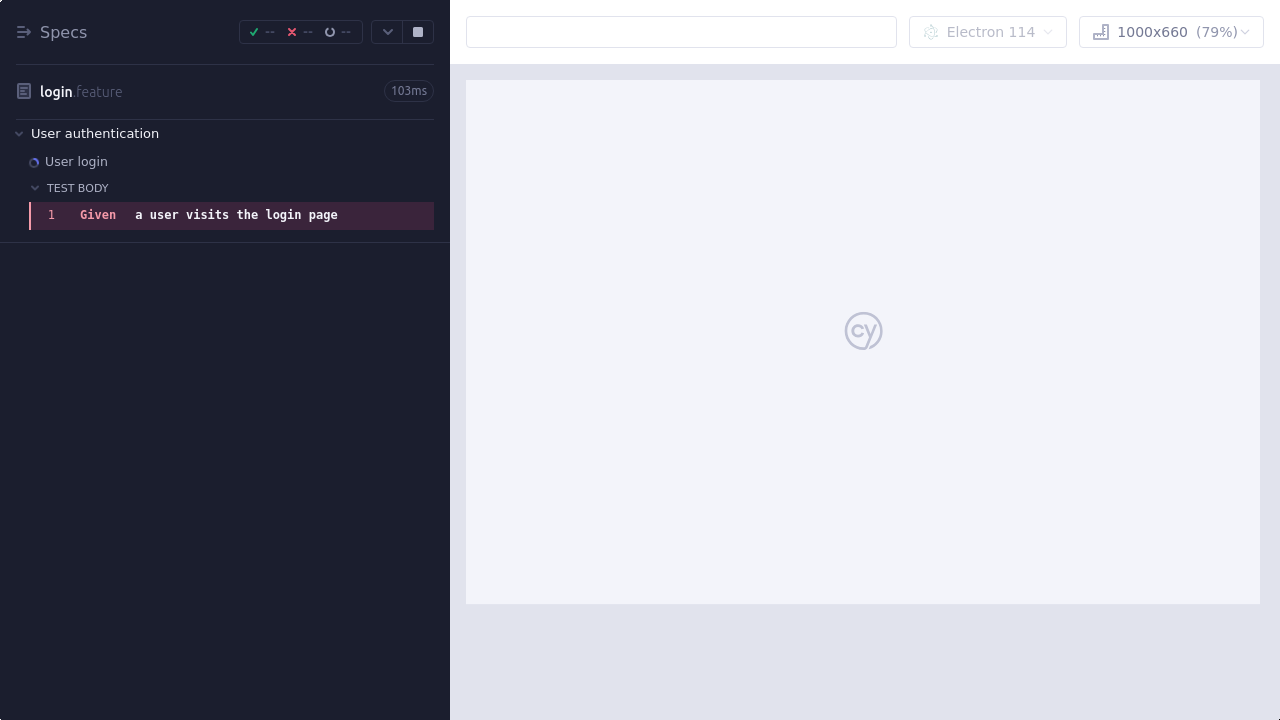 Specs
--
--
--
login.feature
103ms
User authentication
User login
TEST BODY
1 Given a user visits the login page
Electron 114
1000x660 (79%)
cy